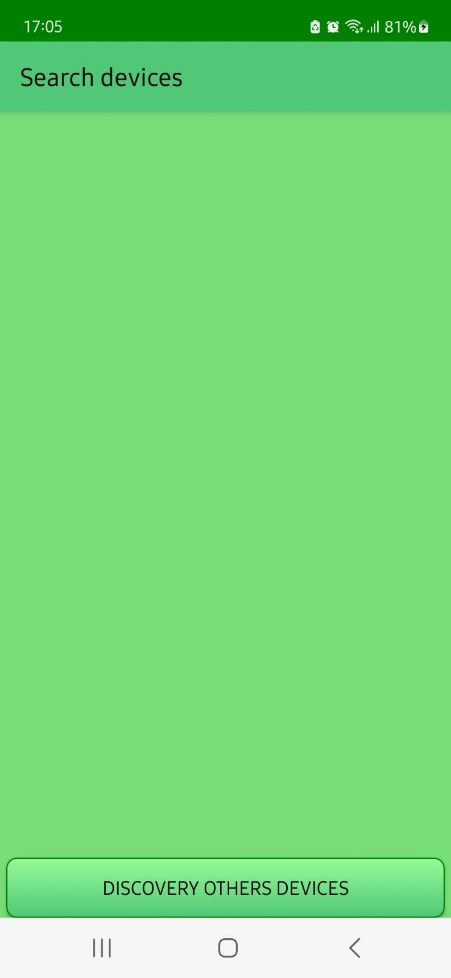 17:05 81%
Search devices
DISCOVERY OTHERS DEVICES